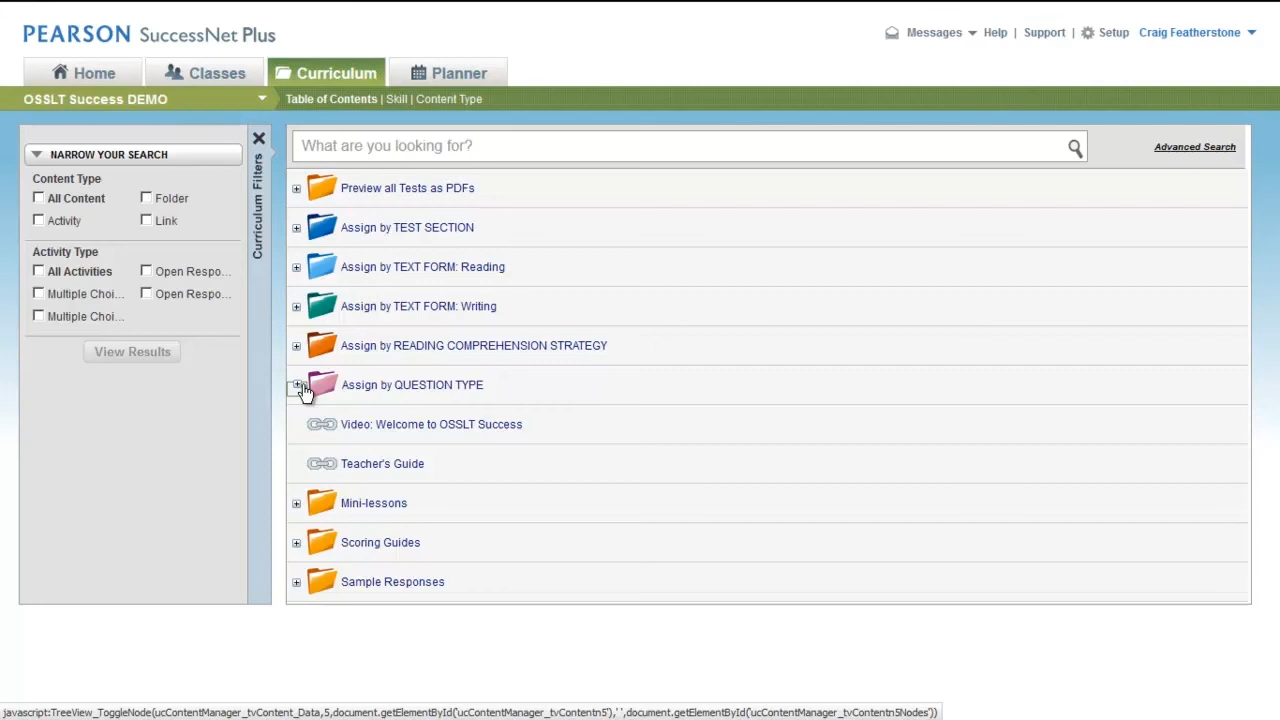 PEARSON SuccessNet Plus
Messages Help | Support | Setup Craig Featherstone
Home Classes Curriculum Planner
OSSLT Success DEMO Table of Contents | Skill | Content Type
NARROW YOUR SEARCH
Content Type
All Content Folder
Activity Link
Activity Type
All Activities Open Respo...
Multiple Choi... Open Respo...
Multiple Choi...
View Results
Curriculum Filters
What are you looking for? Advanced Search
Preview all Tests as PDFs
Assign by TEST SECTION
Assign by TEXT FORM: Reading
Assign by TEXT FORM: Writing
Assign by READING COMPREHENSION STRATEGY
Assign by QUESTION TYPE
Video: Welcome to OSSLT Success
Teacher's Guide
Mini-lessons
Scoring Guides
Sample Responses
javascript:TreeView_ToggleNode(ucContentManager_tvContent_Data,5,document.getElementById('ucContentManager_tvContentn5'),' ',document.getElementById('ucContentManager_tvContentn5Nodes'))